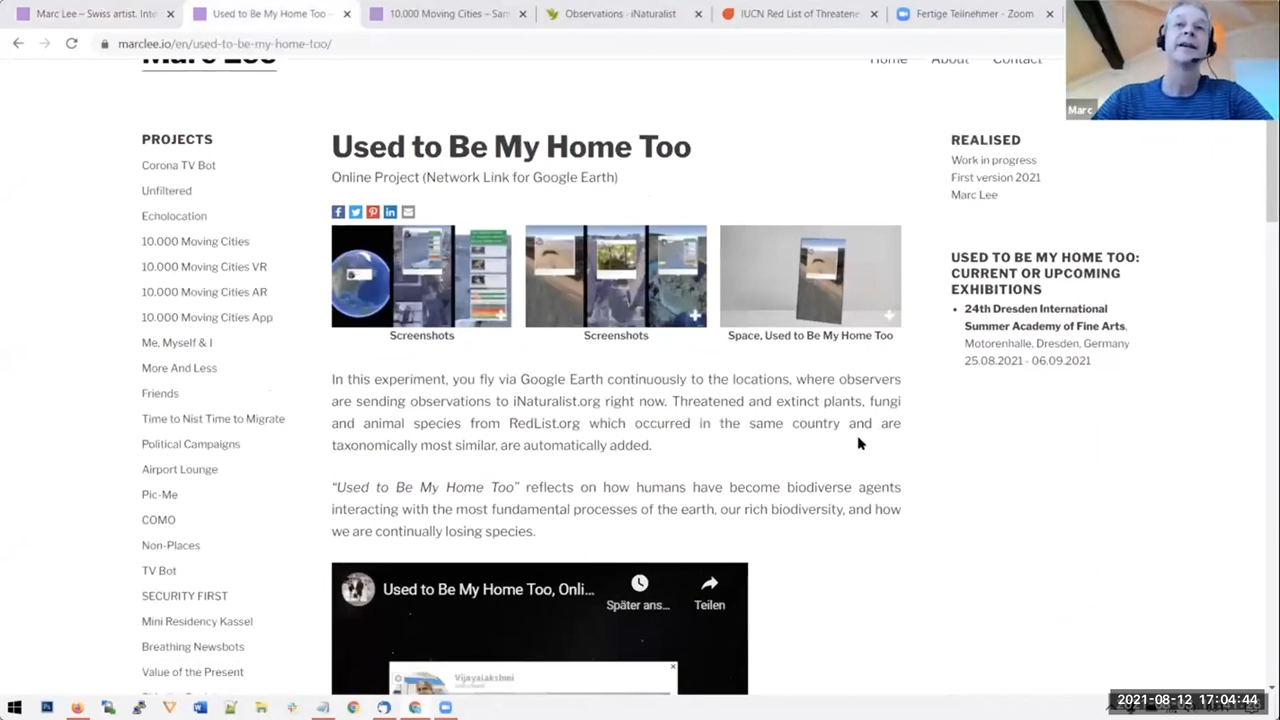 Marc Lee – Swiss artist. Inte
Used to Be My Home Too –
10.000 Moving Cities – Sam
Observations · iNaturalist
IUCN Red List of Threatene
Fertige Teilnehmer - Zoom
marclee.io/en/used-to-be-my-home-too/
Marc Lee
Home
About
Contact
Marc
PROJECTS
Corona TV Bot
Unfiltered
Echolocation
10.000 Moving Cities
10.000 Moving Cities VR
10.000 Moving Cities AR
10.000 Moving Cities App
Me, Myself & I
More And Less
Friends
Time to Nist Time to Migrate
Political Campaigns
Airport Lounge
Pic-Me
COMO
Non-Places
TV Bot
SECURITY FIRST
Mini Residency Kassel
Breathing Newsbots
Value of the Present
Used to Be My Home Too
Online Project (Network Link for Google Earth)
Screenshots
Screenshots
Space, Used to Be My Home Too
In this experiment, you fly via Google Earth continuously to the locations, where observers
are sending observations to iNaturalist.org right now. Threatened and extinct plants, fungi
and animal species from RedList.org which occurred in the same country and are
taxonomically most similar, are automatically added.
“Used to Be My Home Too” reflects on how humans have become biodiverse agents
interacting with the most fundamental processes of the earth, our rich biodiversity, and how
we are continually losing species.
Used to Be My Home Too, Onli...
Später ans...
Teilen
Vijayalakshmi
REALISED
Work in progress
First version 2021
Marc Lee
USED TO BE MY HOME TOO:
CURRENT OR UPCOMING
EXHIBITIONS
• 24th Dresden International
Summer Academy of Fine Arts,
Motorenhalle, Dresden, Germany
25.08.2021 - 06.09.2021
2021-08-12 17:04:44